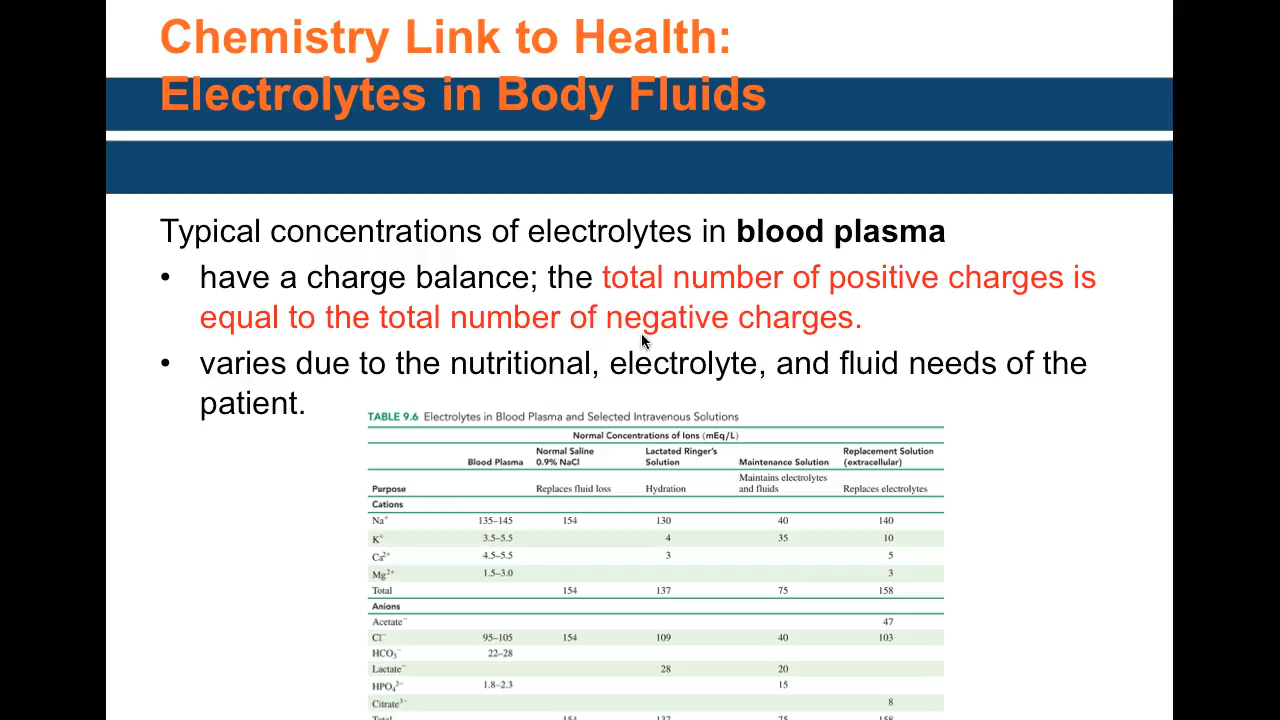 Chemistry Link to Health:
Electrolytes in Body Fluids
Typical concentrations of electrolytes in blood plasma
• have a charge balance; the total number of positive charges is
equal to the total number of negative charges.
• varies due to the nutritional, electrolyte, and fluid needs of the
patient.
TABLE 9.6 Electrolytes in Blood Plasma and Selected Intravenous Solutions
Normal Concentrations of Ions (mEq/L)
Blood Plasma Normal Saline 0.9% NaCl Lactated Ringer's Solution Maintenance Solution Replacement Solution (extracellular)
Purpose Replaces fluid loss Hydration Maintains electrolytes and fluids Replaces electrolytes
Cations
Na⁺ 135–145 154 130 40 140
K⁺ 3.5–5.5 4 35 10
Ca²⁺ 4.5–5.5 3 5
Mg²⁺ 1.5–3.0 3
Total 154 137 75 158
Anions
Acetate⁻ 47
Cl⁻ 95–105 154 109 40 103
HCO₃⁻ 22–28
Lactate⁻ 28 20
HPO₄²⁻ 1.8–2.3 15
Citrate³⁻ 8
Total 154 137 75 158